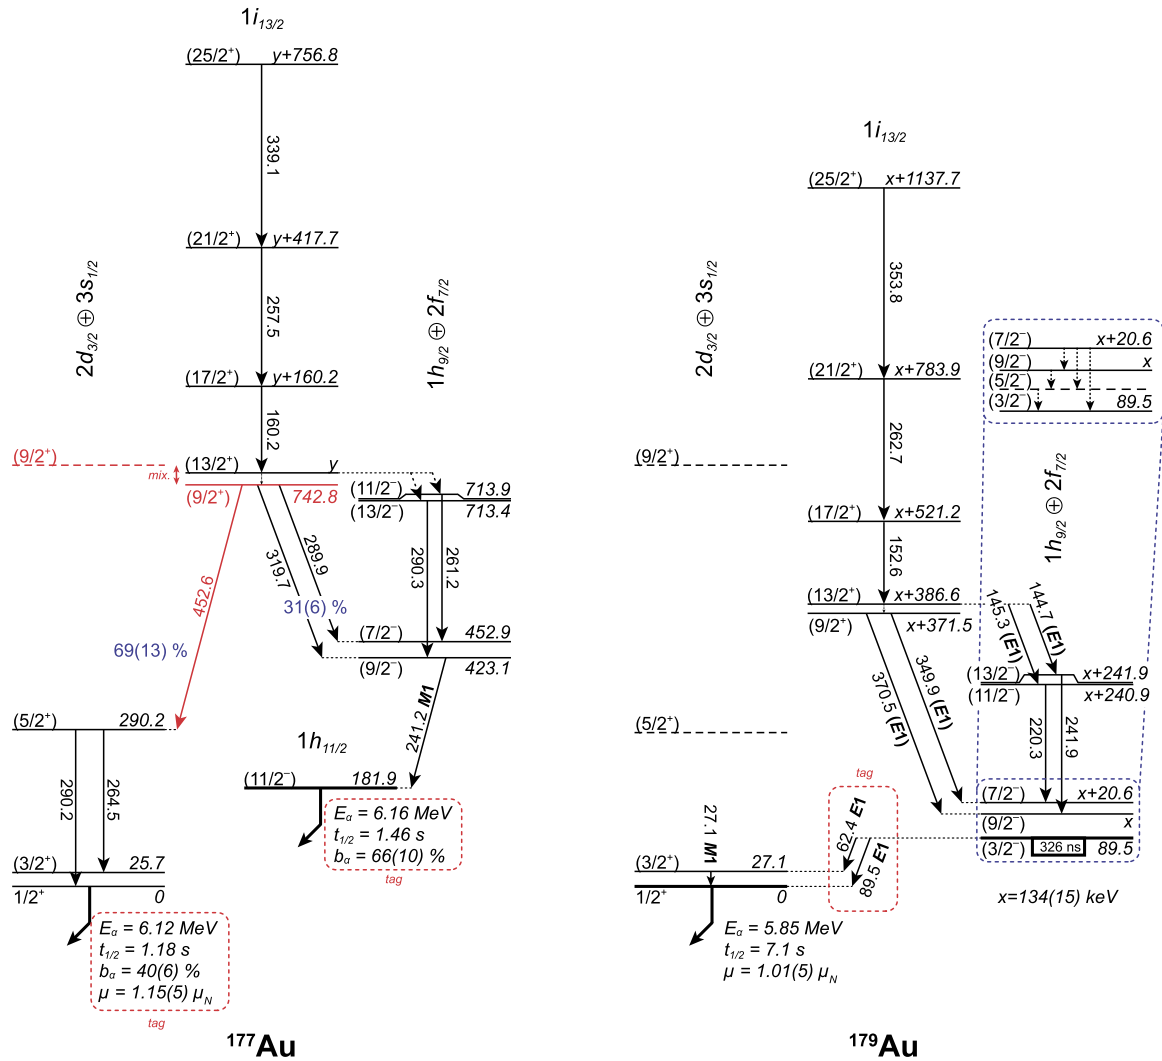 1i13/2
(25/2+) y+756.8
339.1
(21/2+) y+417.7
257.5
(17/2+) y+160.2
160.2
2d3/2 ⊕ 3s1/2
1h9/2 ⊕ 2f7/2
(9/2+)
mix.
(13/2+) y
(9/2+) 742.8
(11/2−) 713.9
(13/2−) 713.4
452.6
319.7
289.9
290.3
261.2
31(6) %
69(13) %
(7/2−) 452.9
(9/2−) 423.1
241.2 M1
(5/2+) 290.2
290.2
264.5
1h11/2
(11/2−) 181.9
Eα = 6.16 MeV
t1/2 = 1.46 s
bα = 66(10) %
tag
(3/2+) 25.7
1/2+ 0
Eα = 6.12 MeV
t1/2 = 1.18 s
bα = 40(6) %
μ = 1.15(5) μN
tag
177Au
1i13/2
(25/2+) x+1137.7
353.8
(21/2+) x+783.9
262.7
(17/2+) x+521.2
152.6
(13/2+) x+386.6
(9/2+) x+371.5
2d3/2 ⊕ 3s1/2
(9/2+)
(5/2+)
(7/2−) x+20.6
(9/2−) x
(5/2−)
(3/2−) 89.5
1h9/2 ⊕ 2f7/2
145.3 (E1)
144.7 (E1)
370.5 (E1)
349.9 (E1)
(13/2−) x+241.9
(11/2−) x+240.9
220.3
241.9
(7/2−) x+20.6
(9/2−) x
(3/2−) 326 ns 89.5
x=134(15) keV
tag
62.4 E1
89.5 E1
27.1 M1
(3/2+) 27.1
1/2+ 0
Eα = 5.85 MeV
t1/2 = 7.1 s
μ = 1.01(5) μN
179Au